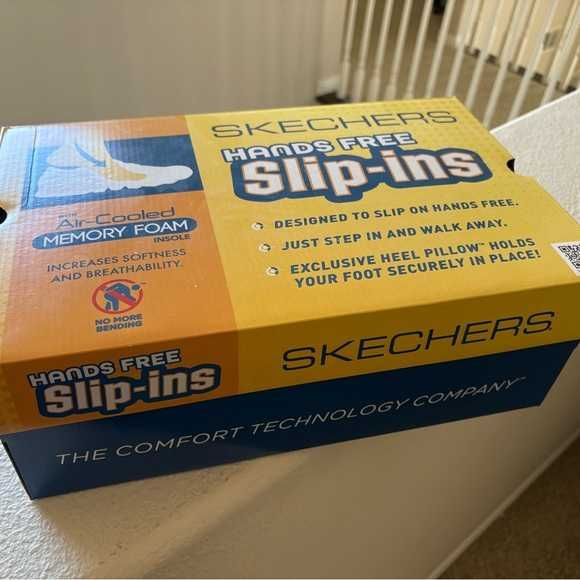 SKECHERS
HANDS FREE
Slip-ins
DESIGNED TO SLIP ON HANDS FREE.
JUST STEP IN AND WALK AWAY.
EXCLUSIVE HEEL PILLOW™ HOLDS
YOUR FOOT SECURELY IN PLACE!
Air-Cooled
MEMORY FOAM
INSOLE
INCREASES SOFTNESS
AND BREATHABILITY.
NO MORE
BENDING
HANDS FREE
Slip-ins
SKECHERS
THE COMFORT TECHNOLOGY COMPANY™